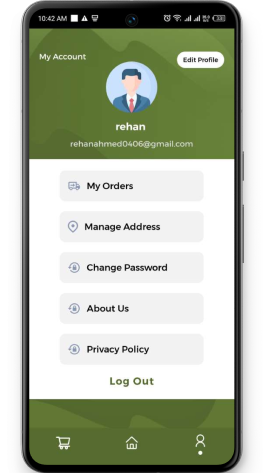 10:42 AM
My Account
Edit Profile
rehan
rehanahmed0406@gmail.com
My Orders
Manage Address
Change Password
About Us
Privacy Policy
Log Out